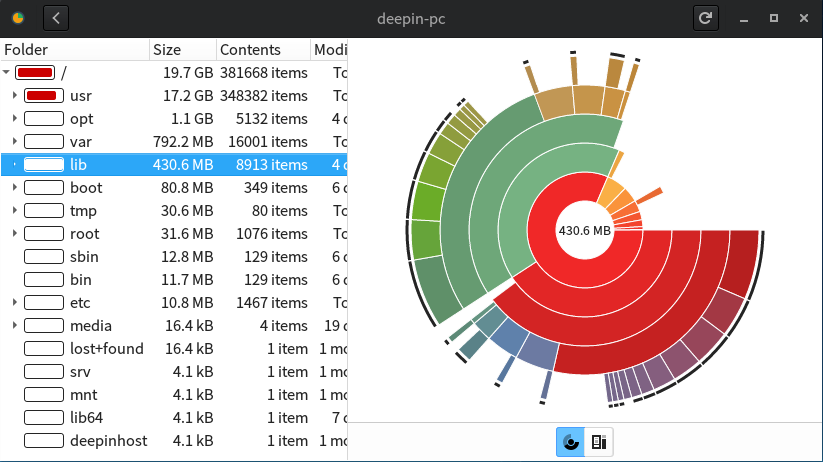 deepin-pc
Folder Size Contents Modi
/ 19.7 GB 381668 items To
usr 17.2 GB 348382 items To
opt 1.1 GB 5132 items 4 d
var 792.2 MB 16001 items To
lib 430.6 MB 8913 items 4 d
boot 80.8 MB 349 items 6 d
tmp 30.6 MB 80 items To
root 31.6 MB 1076 items To
sbin 12.8 MB 129 items 6 d
bin 11.7 MB 129 items 6 d
etc 10.8 MB 1467 items To
media 16.4 kB 4 items 19 d
lost+found 16.4 kB 1 item 1 mo
srv 4.1 kB 1 item 1 mo
mnt 4.1 kB 1 item 1 mo
lib64 4.1 kB 1 item 7 d
deepinhost 4.1 kB 1 item 1 mo
430.6 MB